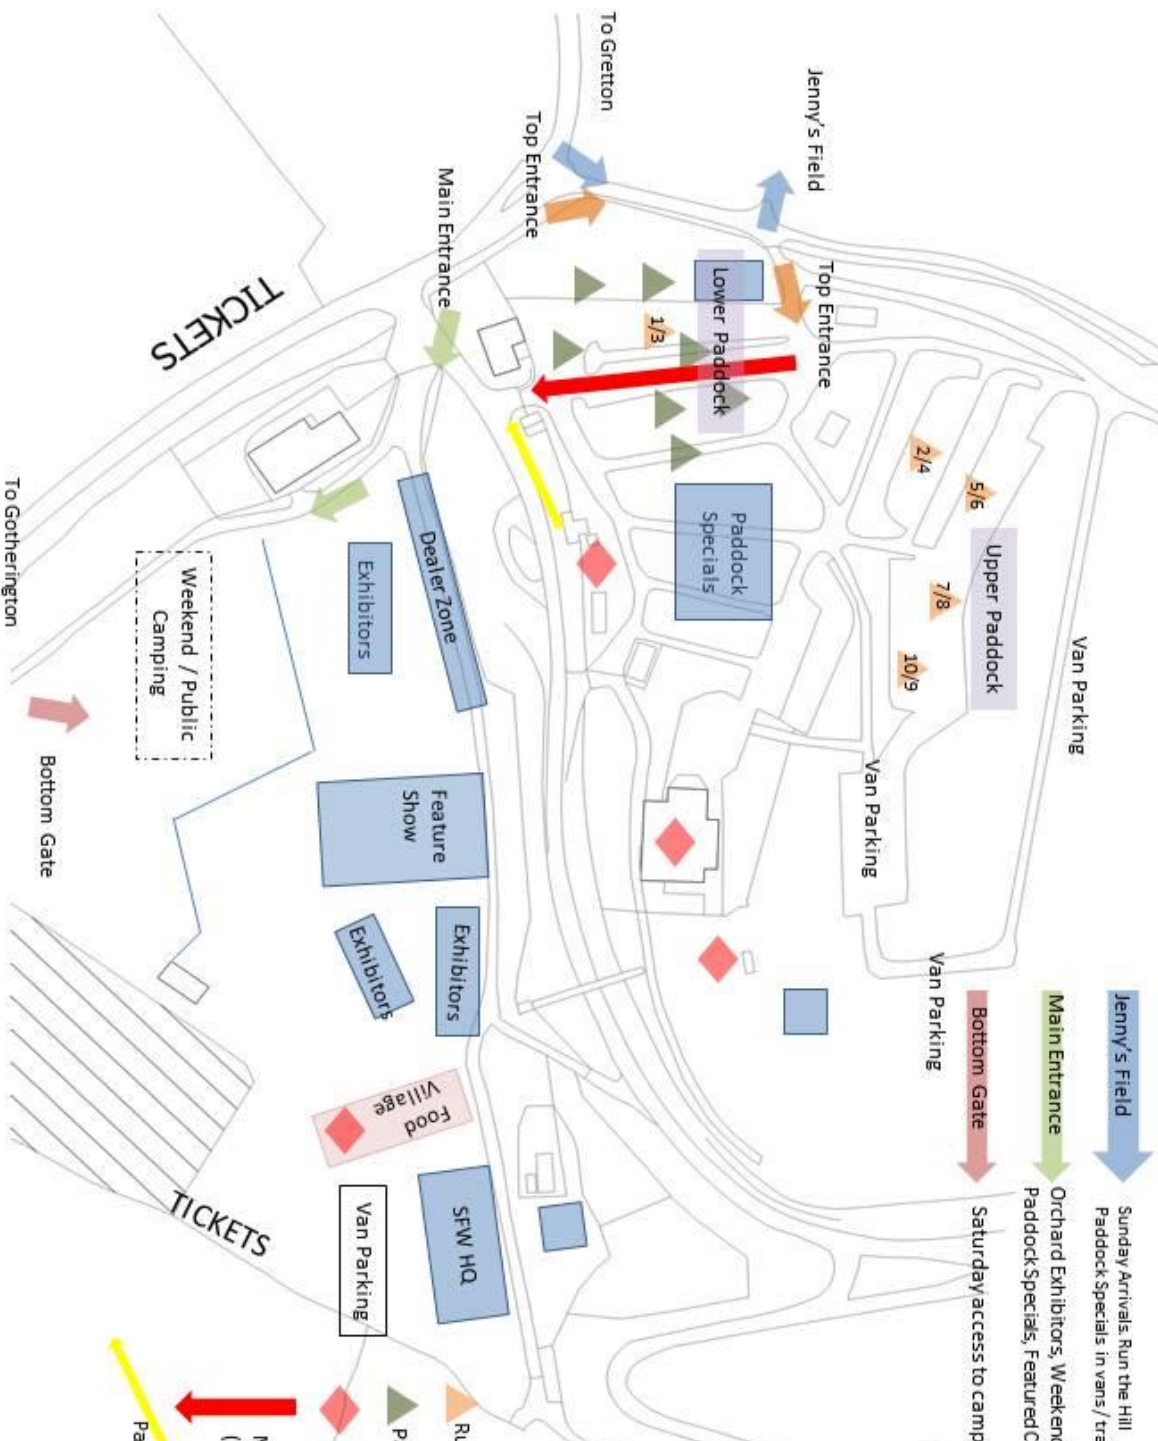 To Gretton
Jenny's Field
Top Entrance
Main Entrance
TICKETS
Lower Paddock
Top Entrance
1/3
2/4
5/6
7/8
10/9
Upper Paddock
Van Parking
Van Parking
Van Parking
Paddock
Specials
Dealer Zone
Exhibitors
To Gotherington
Weekend / Public
Camping
Bottom Gate
Feature
Show
Exhibitors
Exhibitors
Food
Village
SFW HQ
Van Parking
TICKETS
Jenny's Field
Sunday Arrivals. Run the Hill
Paddock Specials in vans / tra
Main Entrance
Orchard Exhibitors, Weeken
Paddock Specials, Featured C
Bottom Gate
Saturday access to camp
Ru
P
Pa